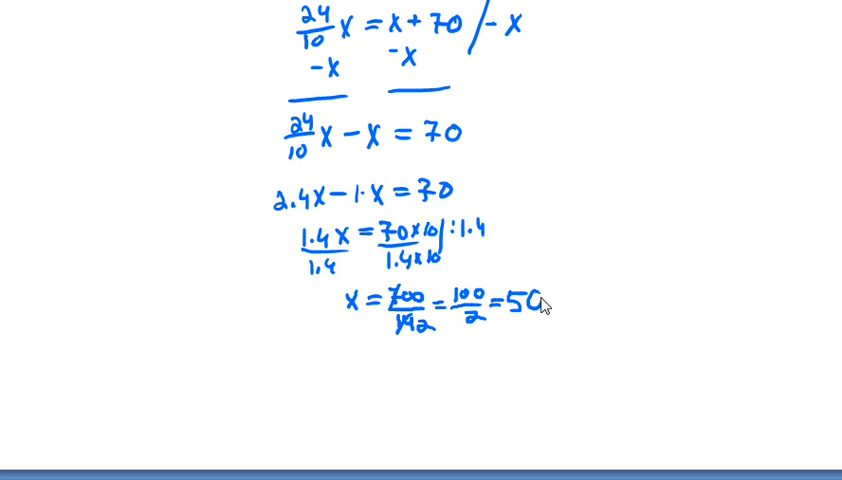 24/10 x = x + 70 / - x
-x -x
24/10 x - x = 70
2.4x - 1·x = 70
1.4x/1.4 = 70x10/1.4x10 | :1.4
x = 700/14 2 = 100/2 = 50